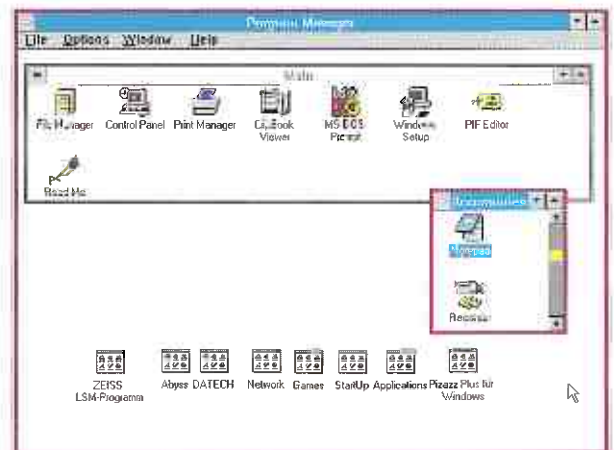 Program Manager
File Options Window Help
Main
File Manager Control Panel Print Manager ClipBook Viewer MS-DOS Prompt Windows Setup PIF Editor
Read Me
Accessories
Notepad
Recorder
ZEISS LSM-Programm Abyss DATECH Network Games StartUp Applications Pizazz Plus für Windows